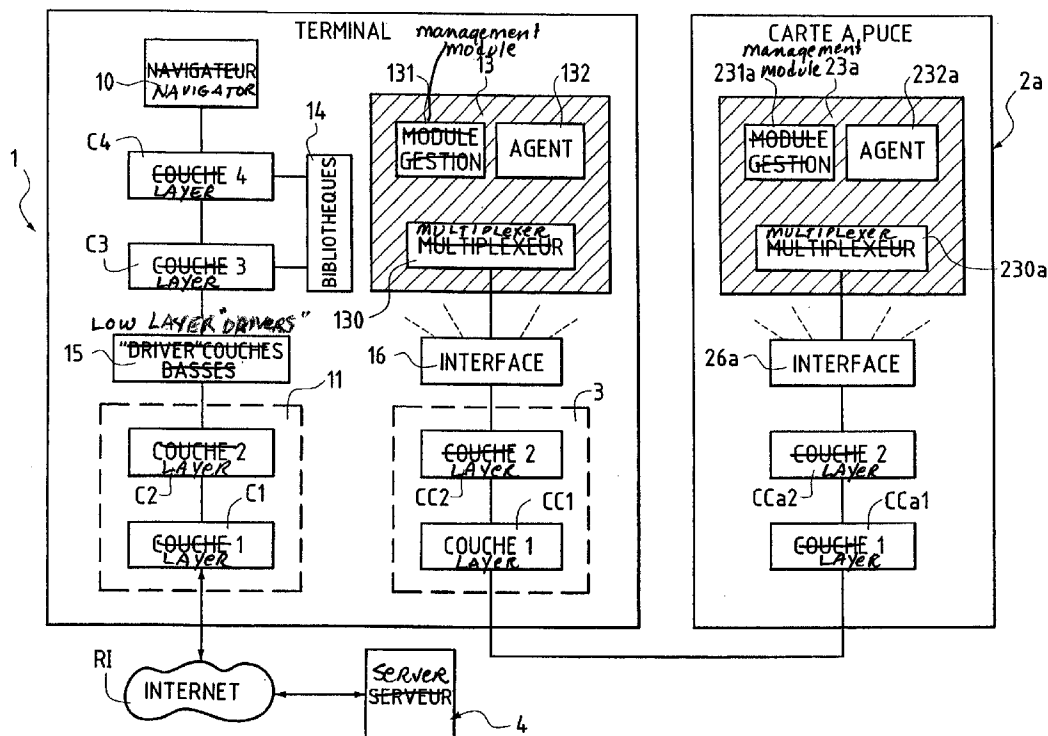 TERMINAL
management
module
131
13
132
CARTE A PUCE
management
module
231a
23a
232a
2a
NAVIGATEUR
NAVIGATOR
10
14
MODULE
GESTION
AGENT
MODULE
GESTION
AGENT
C4
COUCHE 4
LAYER
BIBLIOTHEQUES
1
C3
COUCHE 3
LAYER
MULTIPLEXER
MULTIPLEXEUR
130
MULTIPLEXER
MULTIPLEXEUR
230a
LOW LAYER "DRIVERS"
15
"DRIVER" COUCHES
BASSES
16
INTERFACE
26a
INTERFACE
11
3
COUCHE 2
LAYER
C2
COUCHE 2
LAYER
CC2
COUCHE 2
LAYER
CCa2
C1
COUCHE 1
LAYER
CC1
COUCHE 1
LAYER
CCa1
COUCHE 1
LAYER
RI
INTERNET
SERVER
SERVEUR
4